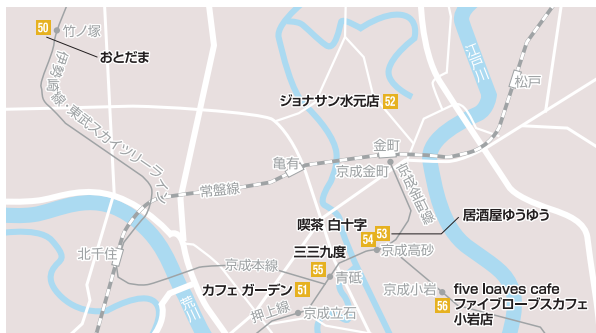 50
竹ノ塚
おとだま
伊勢崎線・東武スカイツリーライン
江戸川
松戸
ジョナサン水元店 52
金町
亀有
京成金町
京成金町線
常盤線
喫茶 白十字
居酒屋ゆうゆう
54 53
三三九度
京成高砂
北千住
京成本線
55
青砥
カフェ ガーデン 51
京成小岩
five loaves cafe
56 ファイブローブスカフェ
小岩店
荒川
押上線
京成立石